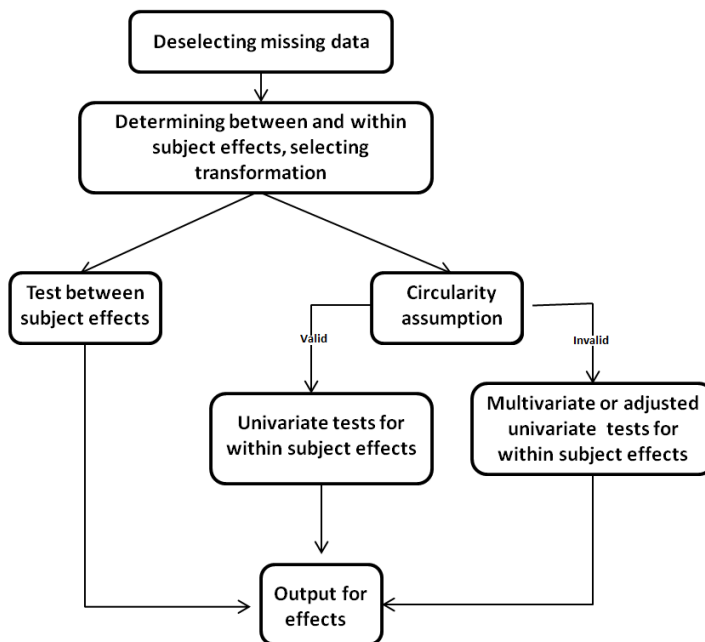 Deselecting missing data
Determining between and within
subject effects, selecting
transformation
Test between
subject effects
Circularity
assumption
Valid
Invalid
Univariate tests for
within subject effects
Multivariate or adjusted
univariate tests for
within subject effects
Output for
effects